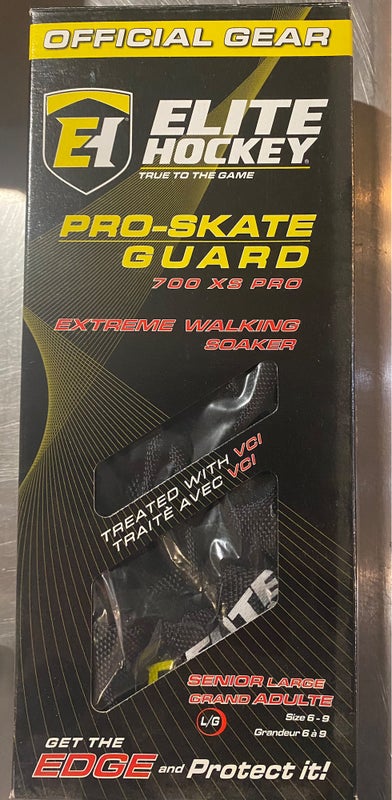 OFFICIAL GEAR
EH
ELITE
HOCKEY®
TRUE TO THE GAME
PRO-SKATE
GUARD
700 XS PRO
EXTREME WALKING
SOAKER
TREATED WITH VCI
TRAITÉ AVEC VCI
ELITE
SENIOR LARGE
GRAND ADULTE
L/G
Size 6 - 9
Grandeur 6 à 9
GET THE
EDGE and Protect it!